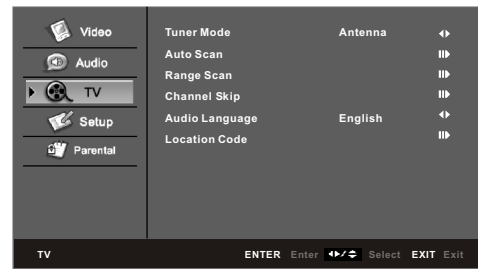 Video
Audio
TV
Setup
Parental
Tuner Mode Antenna
Auto Scan
Range Scan
Channel Skip
Audio Language English
Location Code
TV ENTER Enter Select EXIT Exit